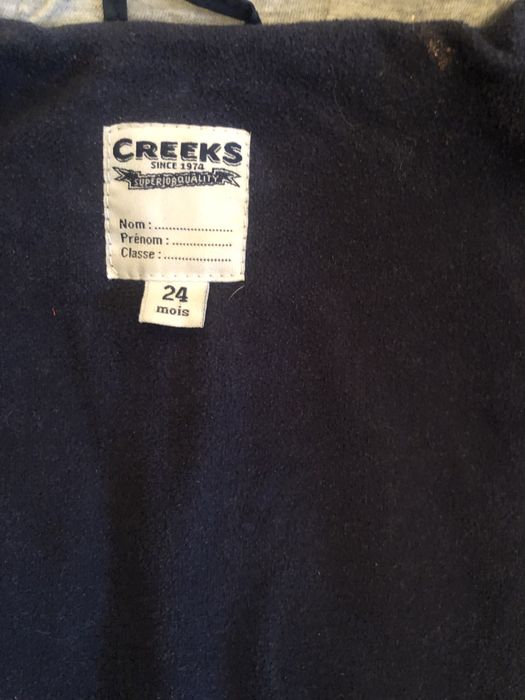 CREEKS
SINCE 1974
SUPERIOR QUALITY
Nom :......................
Prénom :.................
Classe :...................
24
mois